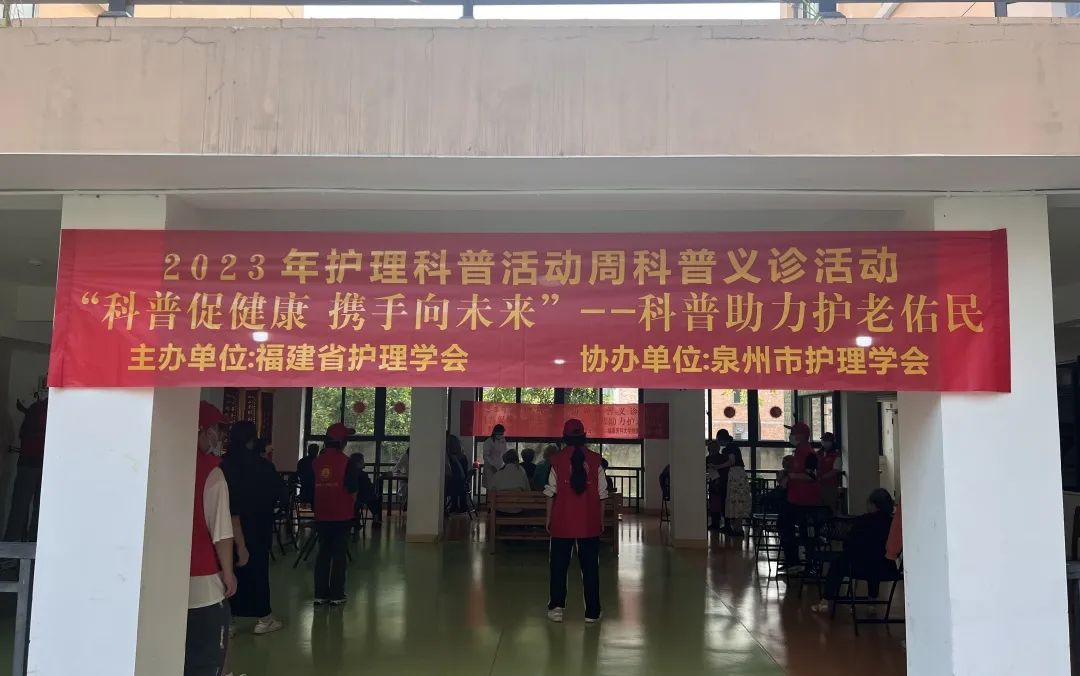 2023年护理科普活动周科普义诊活动
“科普促健康 携手向未来”--科普助力护老佑民
主办单位:福建省护理学会 协办单位:泉州市护理学会